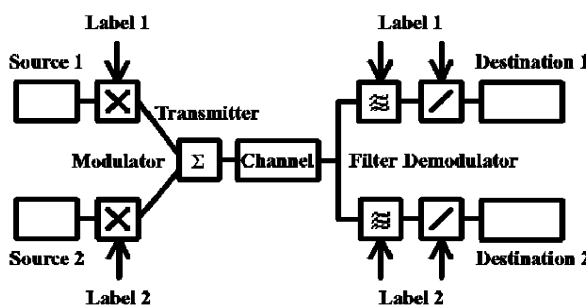 Label 1
Label 1
Source 1
Destination 1
Transmitter
Modulator
Σ
Channel
Filter Demodulator
Source 2
Destination 2
Label 2
Label 2